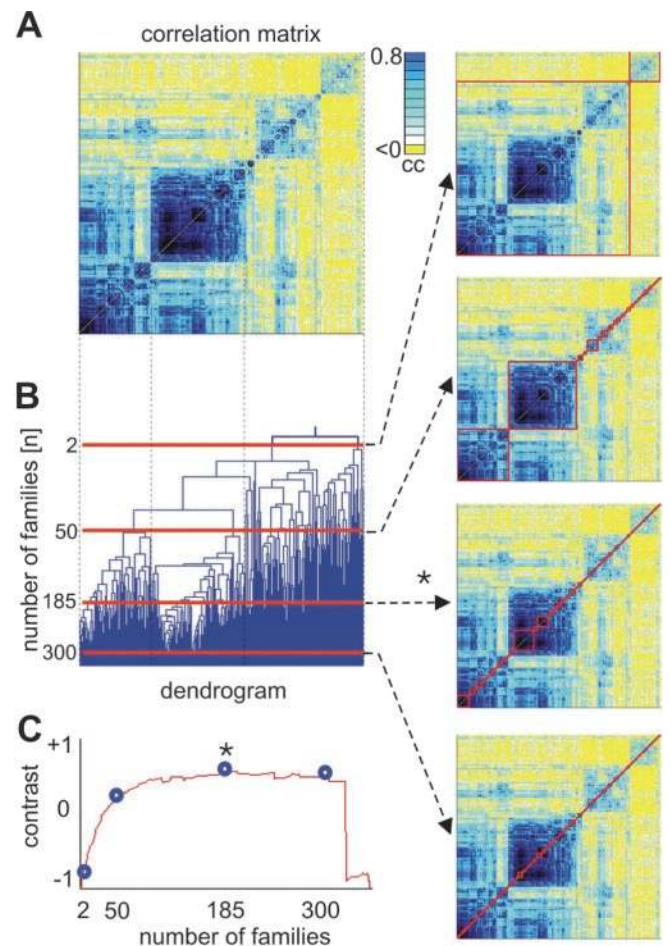 A
correlation matrix
0.8
<0
cc
B
number of families [n]
2
50
185
300
*
dendrogram
C
contrast
+1
0
-1
*
2 50 185 300
number of families